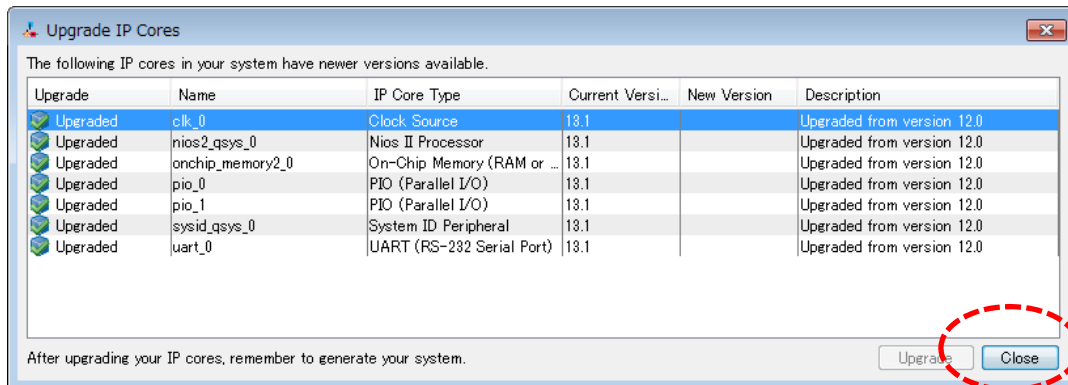 Upgrade IP Cores
The following IP cores in your system have newer versions available.
Upgrade Name IP Core Type Current Versi... New Version Description
Upgraded clk_0 Clock Source 13.1 Upgraded from version 12.0
Upgraded nios2_qsys_0 Nios II Processor 13.1 Upgraded from version 12.0
Upgraded onchip_memory2_0 On-Chip Memory (RAM or ... 13.1 Upgraded from version 12.0
Upgraded pio_0 PIO (Parallel I/O) 13.1 Upgraded from version 12.0
Upgraded pio_1 PIO (Parallel I/O) 13.1 Upgraded from version 12.0
Upgraded sysid_qsys_0 System ID Peripheral 13.1 Upgraded from version 12.0
Upgraded uart_0 UART (RS-232 Serial Port) 13.1 Upgraded from version 12.0
After upgrading your IP cores, remember to generate your system. Upgrade Close